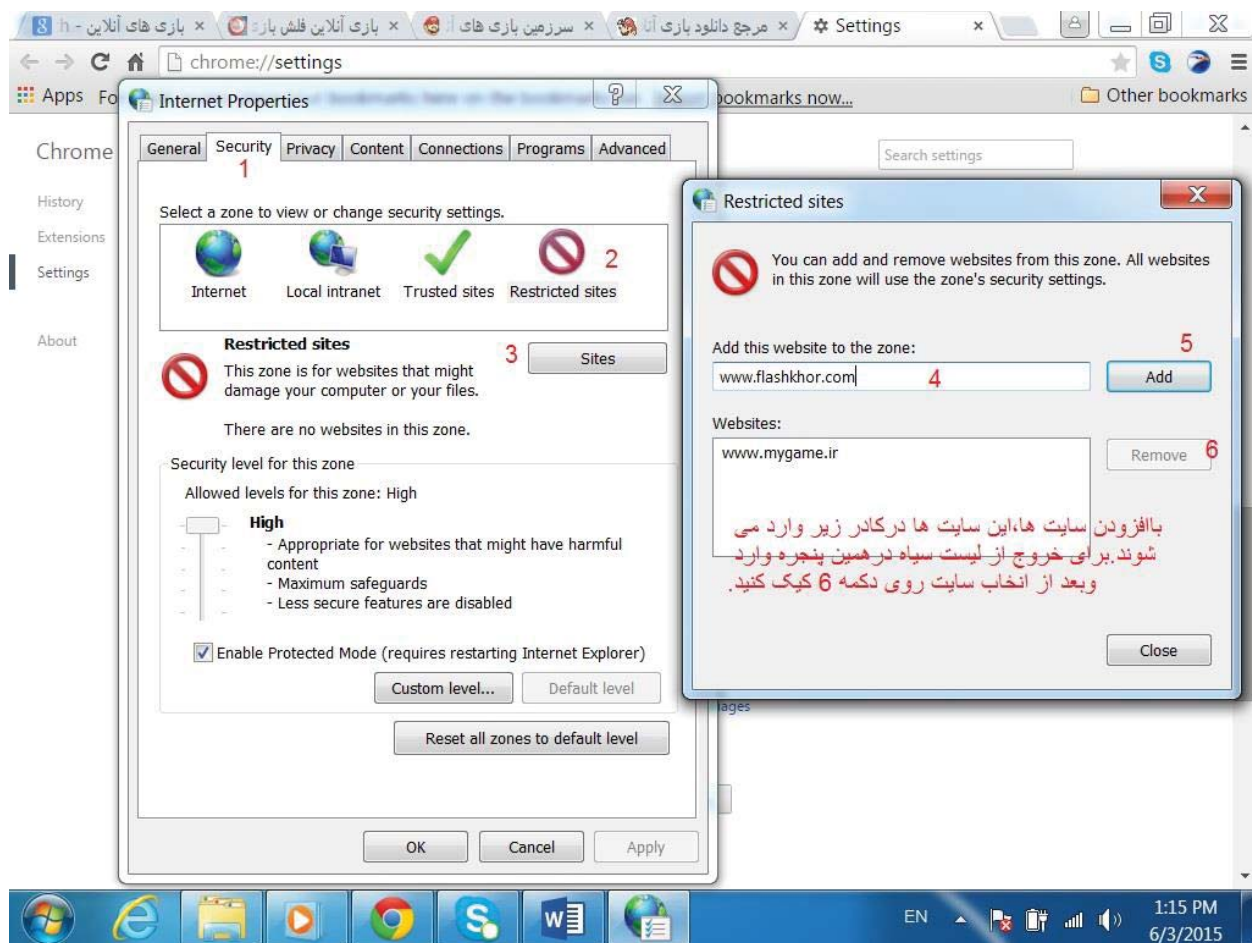 بازی های آنلاین - h
بازی آنلاین فلش باز
سرزمین بازی های آ
مرجع دانلود بازی آنا
Settings
chrome://settings
Apps
Fo
bookmarks now...
Other bookmarks
Chrome
History
Extensions
Settings
About
Search settings
Internet Properties
General Security Privacy Content Connections Programs Advanced
1
Select a zone to view or change security settings.
2
Internet Local intranet Trusted sites Restricted sites
Restricted sites
3 Sites
This zone is for websites that might
damage your computer or your files.
There are no websites in this zone.
Security level for this zone
Allowed levels for this zone: High
High
- Appropriate for websites that might have harmful
content
- Maximum safeguards
- Less secure features are disabled
Enable Protected Mode (requires restarting Internet Explorer)
Custom level... Default level
Reset all zones to default level
OK Cancel Apply
Restricted sites
You can add and remove websites from this zone. All websites
in this zone will use the zone's security settings.
Add this website to the zone:
5
www.flashkhor.com 4 Add
Websites:
www.mygame.ir
Remove 6
باافزودن سایت ها،این سایت ها درکادر زیر وارد می
شوند.برای خروج از لیست سیاه درهمین پنجره وارد
وبعد از انخاب سایت روی دکمه 6 کیک کنید.
Close
ages
EN
1:15 PM
6/3/2015